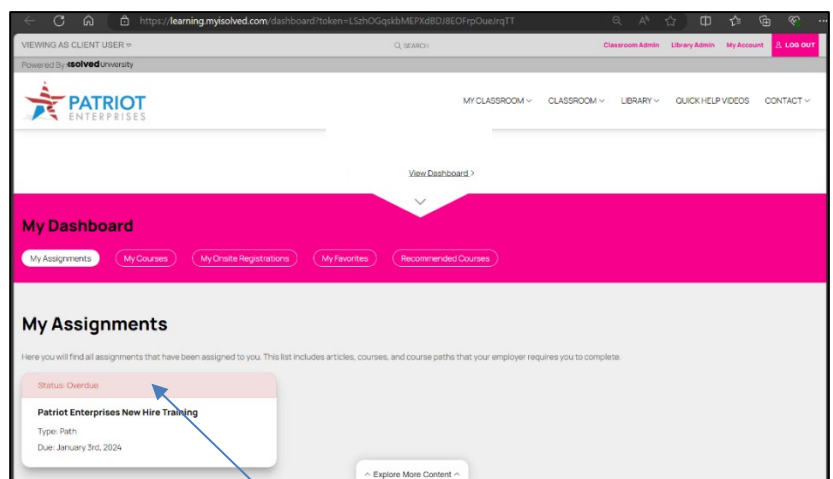 https://learning.myisolved.com/dashboard?token=LSzhOGqskbMEPXdBDJ8EOFrpOueJrqTT
VIEWING AS CLIENT USER
SEARCH
Classroom Admin Library Admin My Account LOG OUT
Powered By isolved University
PATRIOT
ENTERPRISES
MY CLASSROOM CLASSROOM LIBRARY QUICK HELP VIDEOS CONTACT
View Dashboard >
My Dashboard
My Assignments My Courses My Onsite Registrations My Favorites Recommended Courses
My Assignments
Here you will find all assignments that have been assigned to you. This list includes articles, courses, and course paths that your employer requires you to complete.
Status: Overdue
Patriot Enterprises New Hire Training
Type: Path
Due: January 3rd, 2024
Explore More Content